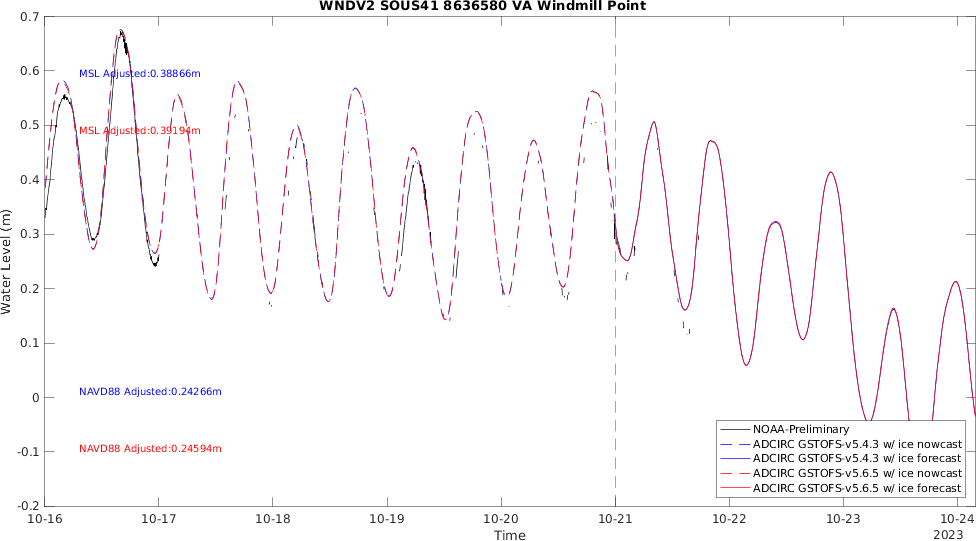 WNDV2 SOUS41 8636580 VA Windmill Point
0.7
0.6
0.5
0.4
0.3
0.2
0.1
0
-0.1
-0.2
Water Level (m)
MSL Adjusted:0.38866m
MSL Adjusted:0.39194m
NAVD88 Adjusted:0.24266m
NAVD88 Adjusted:0.24594m
NOAA-Preliminary
ADCIRC GSTOFS-v5.4.3 w/ ice nowcast
ADCIRC GSTOFS-v5.4.3 w/ ice forecast
ADCIRC GSTOFS-v5.6.5 w/ ice nowcast
ADCIRC GSTOFS-v5.6.5 w/ ice forecast
10-16 10-17 10-18 10-19 10-20 10-21 10-22 10-23 10-24
Time
2023